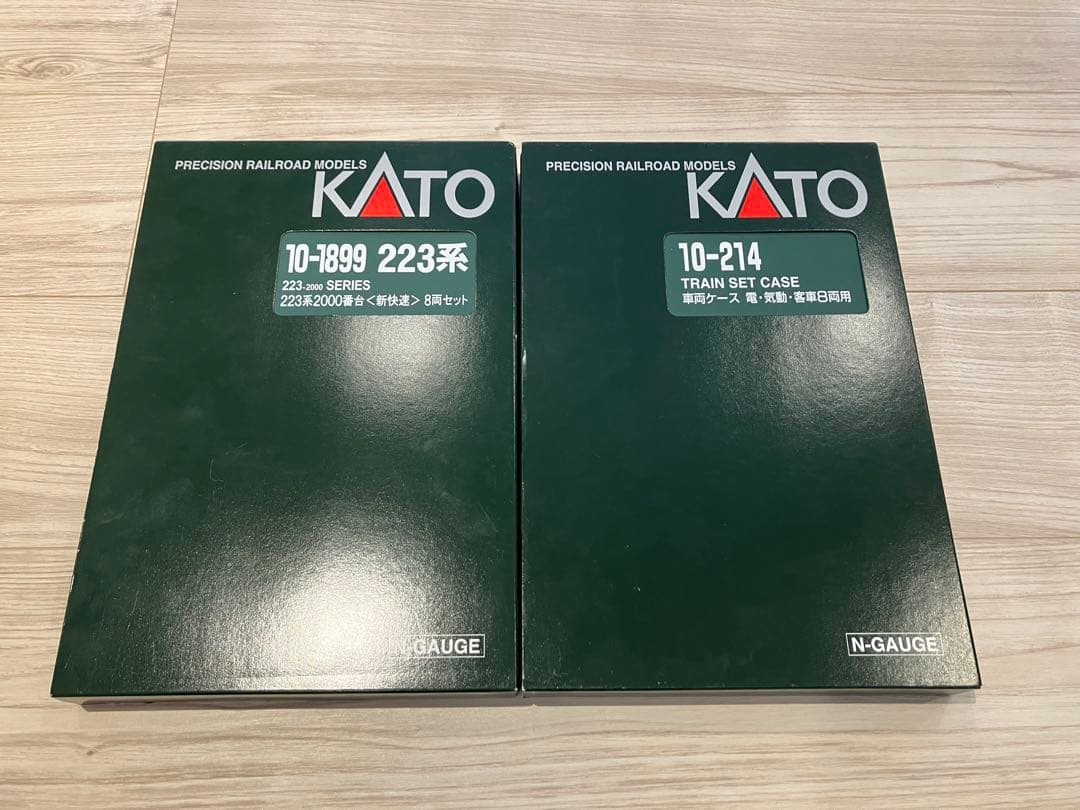 PRECISION RAILROAD MODELS
KATO
10-1899 223系
223-2000 SERIES
223系2000番台<新快速>8両セット
N-GAUGE
PRECISION RAILROAD MODELS
KATO
10-214
TRAIN SET CASE
車両ケース 電・気動・客車8両用
N-GAUGE